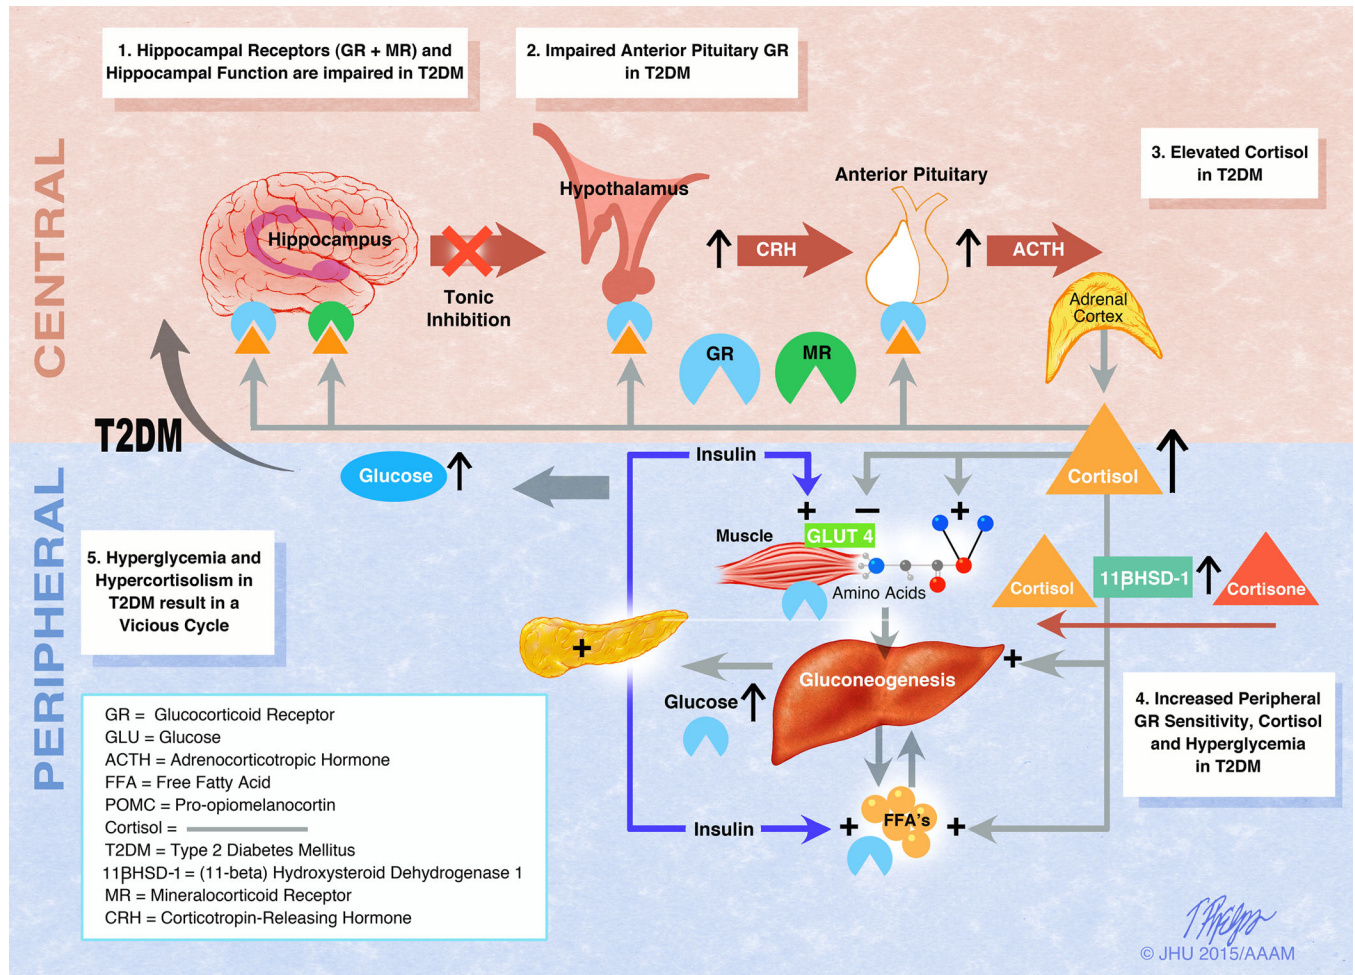 1. Hippocampal Receptors (GR + MR) and
Hippocampal Function are impaired in T2DM
2. Impaired Anterior Pituitary GR
in T2DM
3. Elevated Cortisol
in T2DM
CENTRAL
Hippocampus
Tonic
Inhibition
Hypothalamus
CRH
Anterior Pituitary
ACTH
Adrenal
Cortex
GR
MR
T2DM
Cortisol
PERIPHERAL
Glucose
Insulin
+
–
+
Muscle
GLUT 4
Amino Acids
Cortisol
11βHSD-1
Cortisone
5. Hyperglycemia and
Hypercortisolism in
T2DM result in a
Vicious Cycle
+
Gluconeogenesis
+
Glucose
4. Increased Peripheral
GR Sensitivity, Cortisol
and Hyperglycemia
in T2DM
Insulin
+
FFA's
+
GR = Glucocorticoid Receptor
GLU = Glucose
ACTH = Adrenocorticotropic Hormone
FFA = Free Fatty Acid
POMC = Pro-opiomelanocortin
Cortisol =
T2DM = Type 2 Diabetes Mellitus
11βHSD-1 = (11-beta) Hydroxysteroid Dehydrogenase 1
MR = Mineralocorticoid Receptor
CRH = Corticotropin-Releasing Hormone
T Phelps
© JHU 2015/AAAM